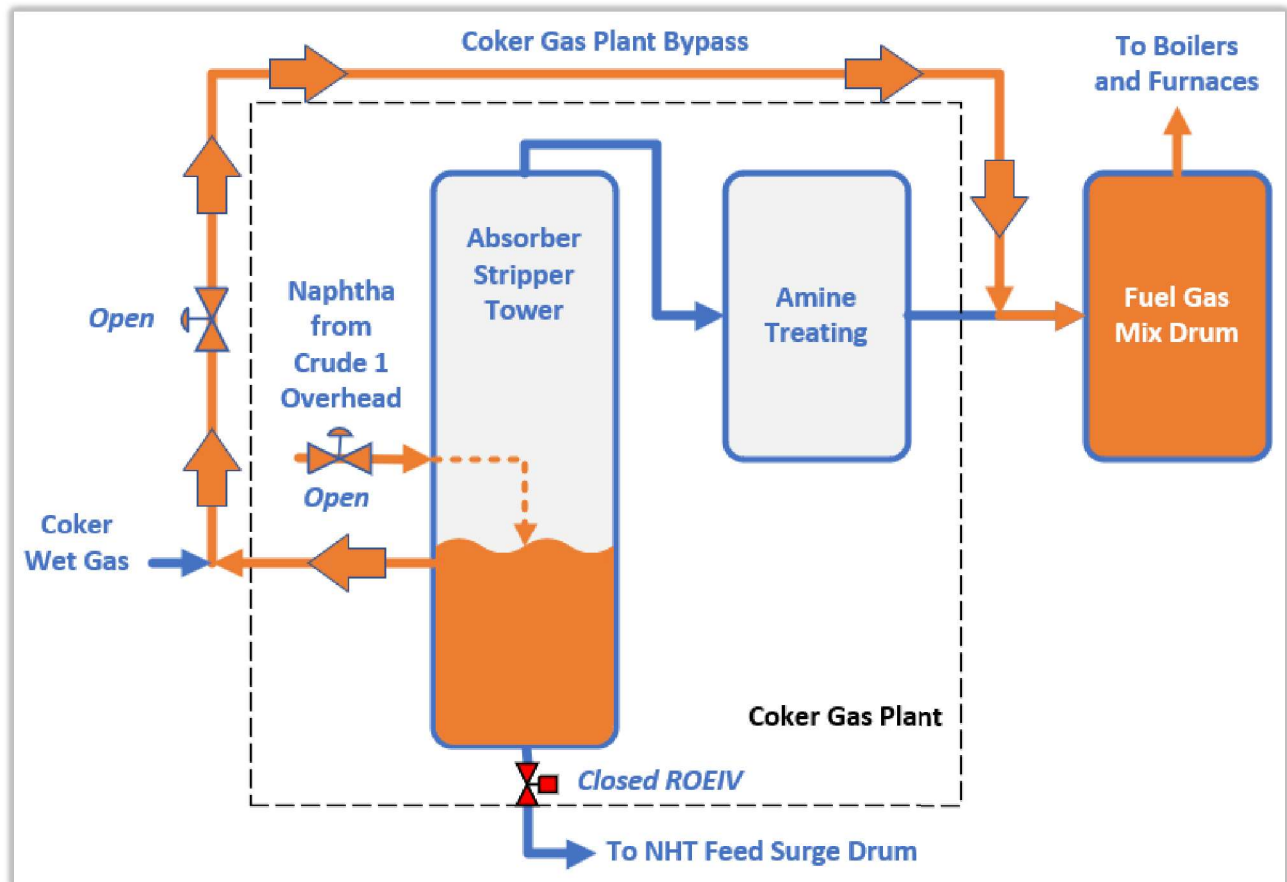 Coker Gas Plant Bypass
To Boilers
and Furnaces
Absorber
Stripper
Tower
Amine
Treating
Fuel Gas
Mix Drum
Naphtha
from
Crude 1
Overhead
Open
Open
Coker
Wet Gas
Coker Gas Plant
Closed ROEIV
To NHT Feed Surge Drum